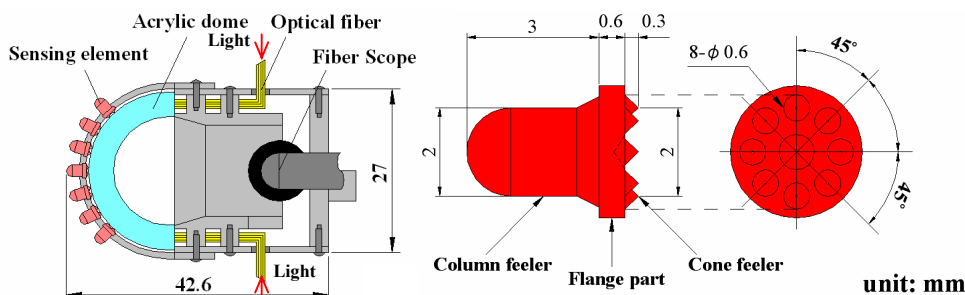 Acrylic dome
Optical fiber
Light
Sensing element
Fiber Scope
27
Light
42.6
3
0.6
0.3
8-φ 0.6
45°
2
2
45°
Column feeler
Flange part
Cone feeler
unit: mm